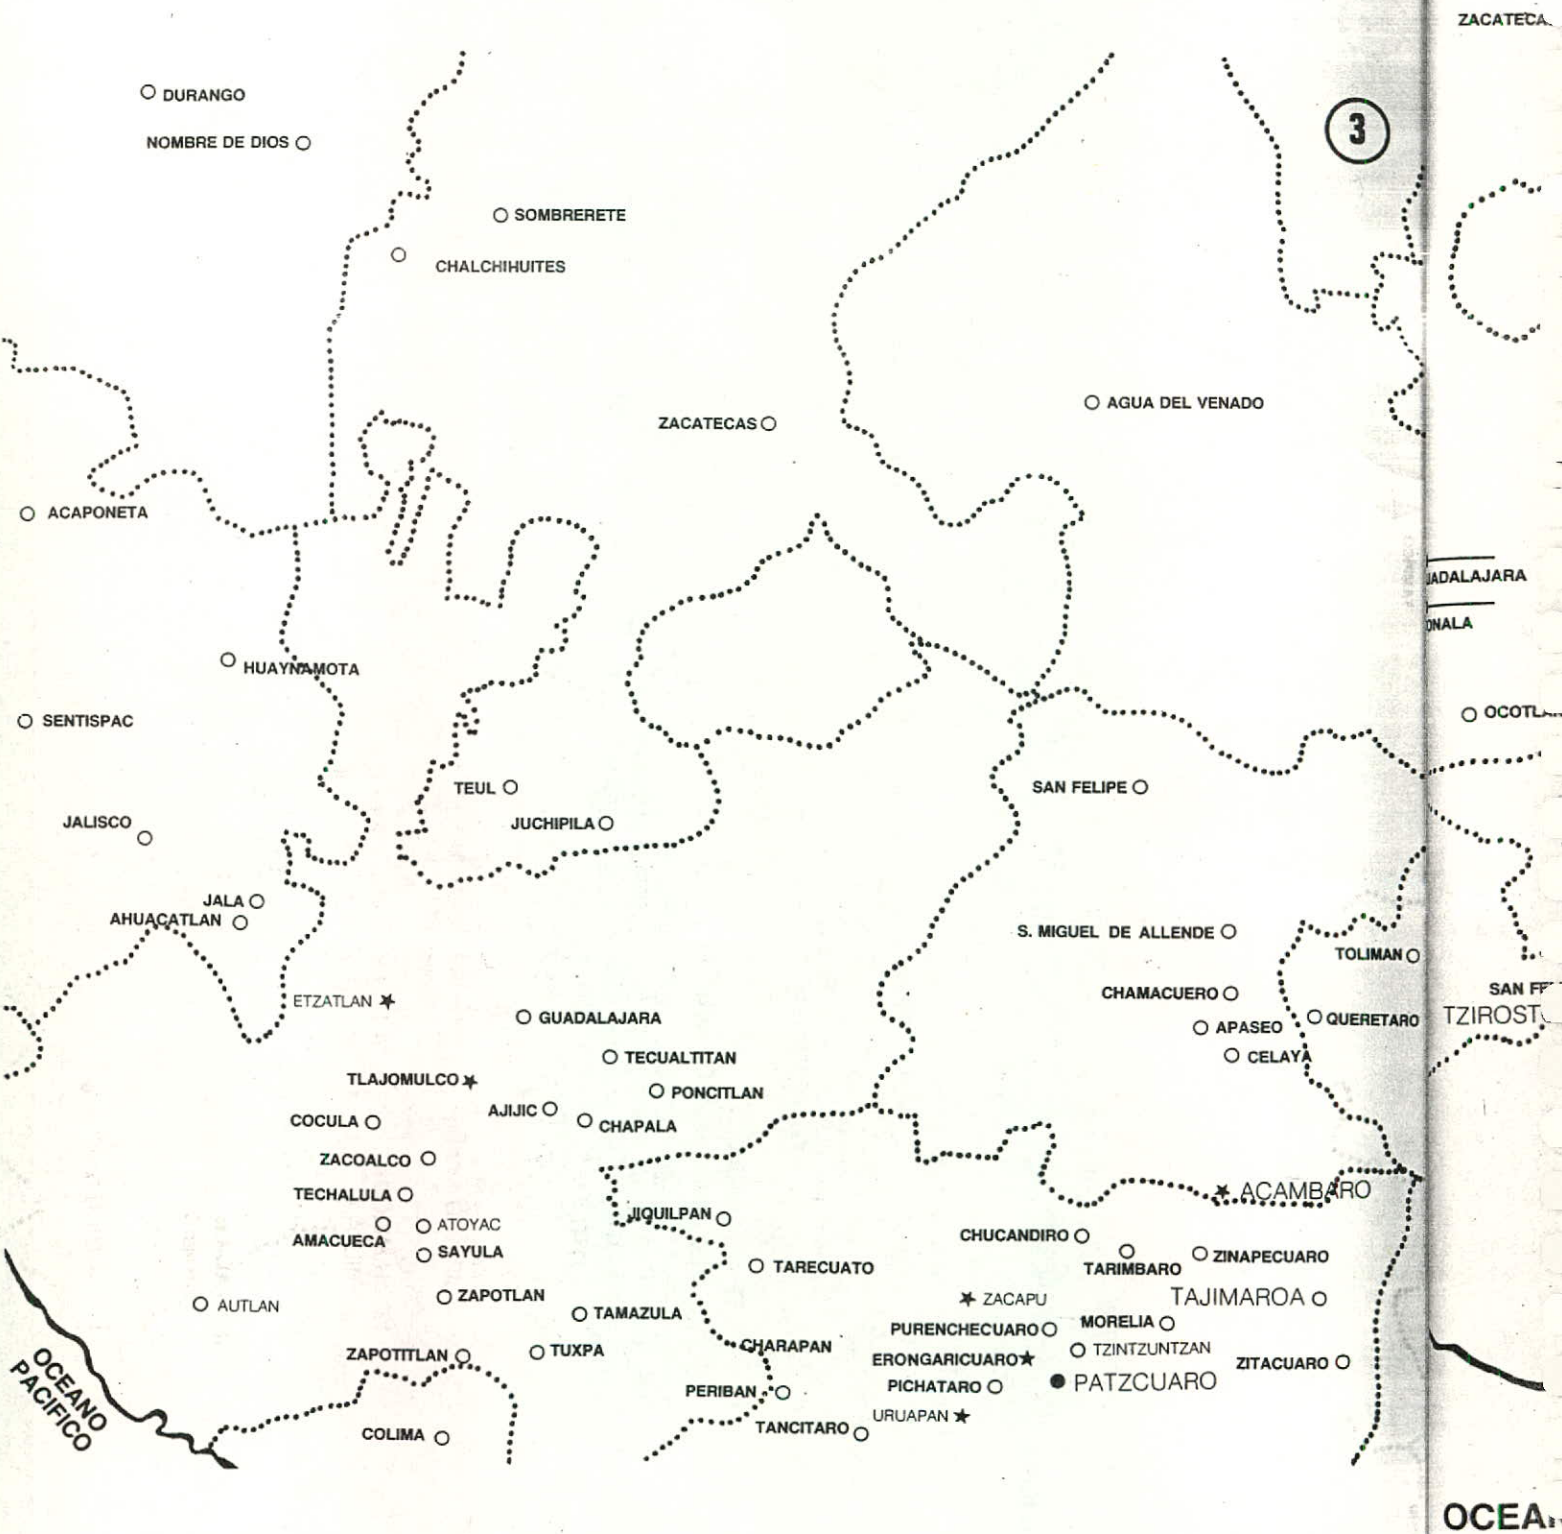 ZACATECA
DURANGO
3
NOMBRE DE DIOS
SOMBRERETE
CHALCHIHUITES
AGUA DEL VENADO
ZACATECAS
ACAPONETA
ADALAJARA
ONALA
HUAYNAMOTA
SENTISPAC
OCOTL
TEUL
SAN FELIPE
JALISCO
JUCHIPILA
JALA
AHUACATLAN
S. MIGUEL DE ALLENDE
TOLIMAN
SAN FE
CHAMACUERO
ETZATLAN
TZIROST
GUADALAJARA
QUERETARO
APASEO
TECUALTITAN
CELAYA
TLAJOMULCO
PONCITLAN
AJIJIC
COCULA
CHAPALA
ZACOALCO
TECHALULA
ACAMBARO
JIQUILPAN
ATOYAC
AMACUECA
CHUCANDIRO
SAYULA
ZINAPECUARO
TARECUATO
TARIMBARO
ZAPOTLAN
TAJIMAROA
ZACAPU
AUTLAN
TAMAZULA
MORELIA
PURENCHECUARO
CHARAPAN
TZINTZUNTZAN
TUXPA
ZAPOTITLAN
ERONGARICUARO
ZITACUARO
PATZCUARO
PICHATARO
PERIBAN
OCEANO
PACIFICO
URUAPAN
TANCITARO
COLIMA
OCEA